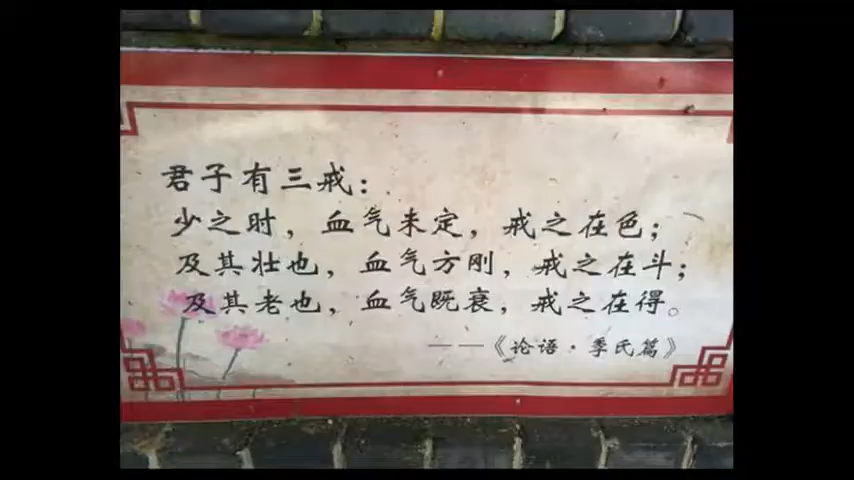 君子有三戒：
少之时，血气未定，戒之在色；
及其壮也，血气方刚，戒之在斗；
及其老也，血气既衰，戒之在得。
——《论语·季氏篇》